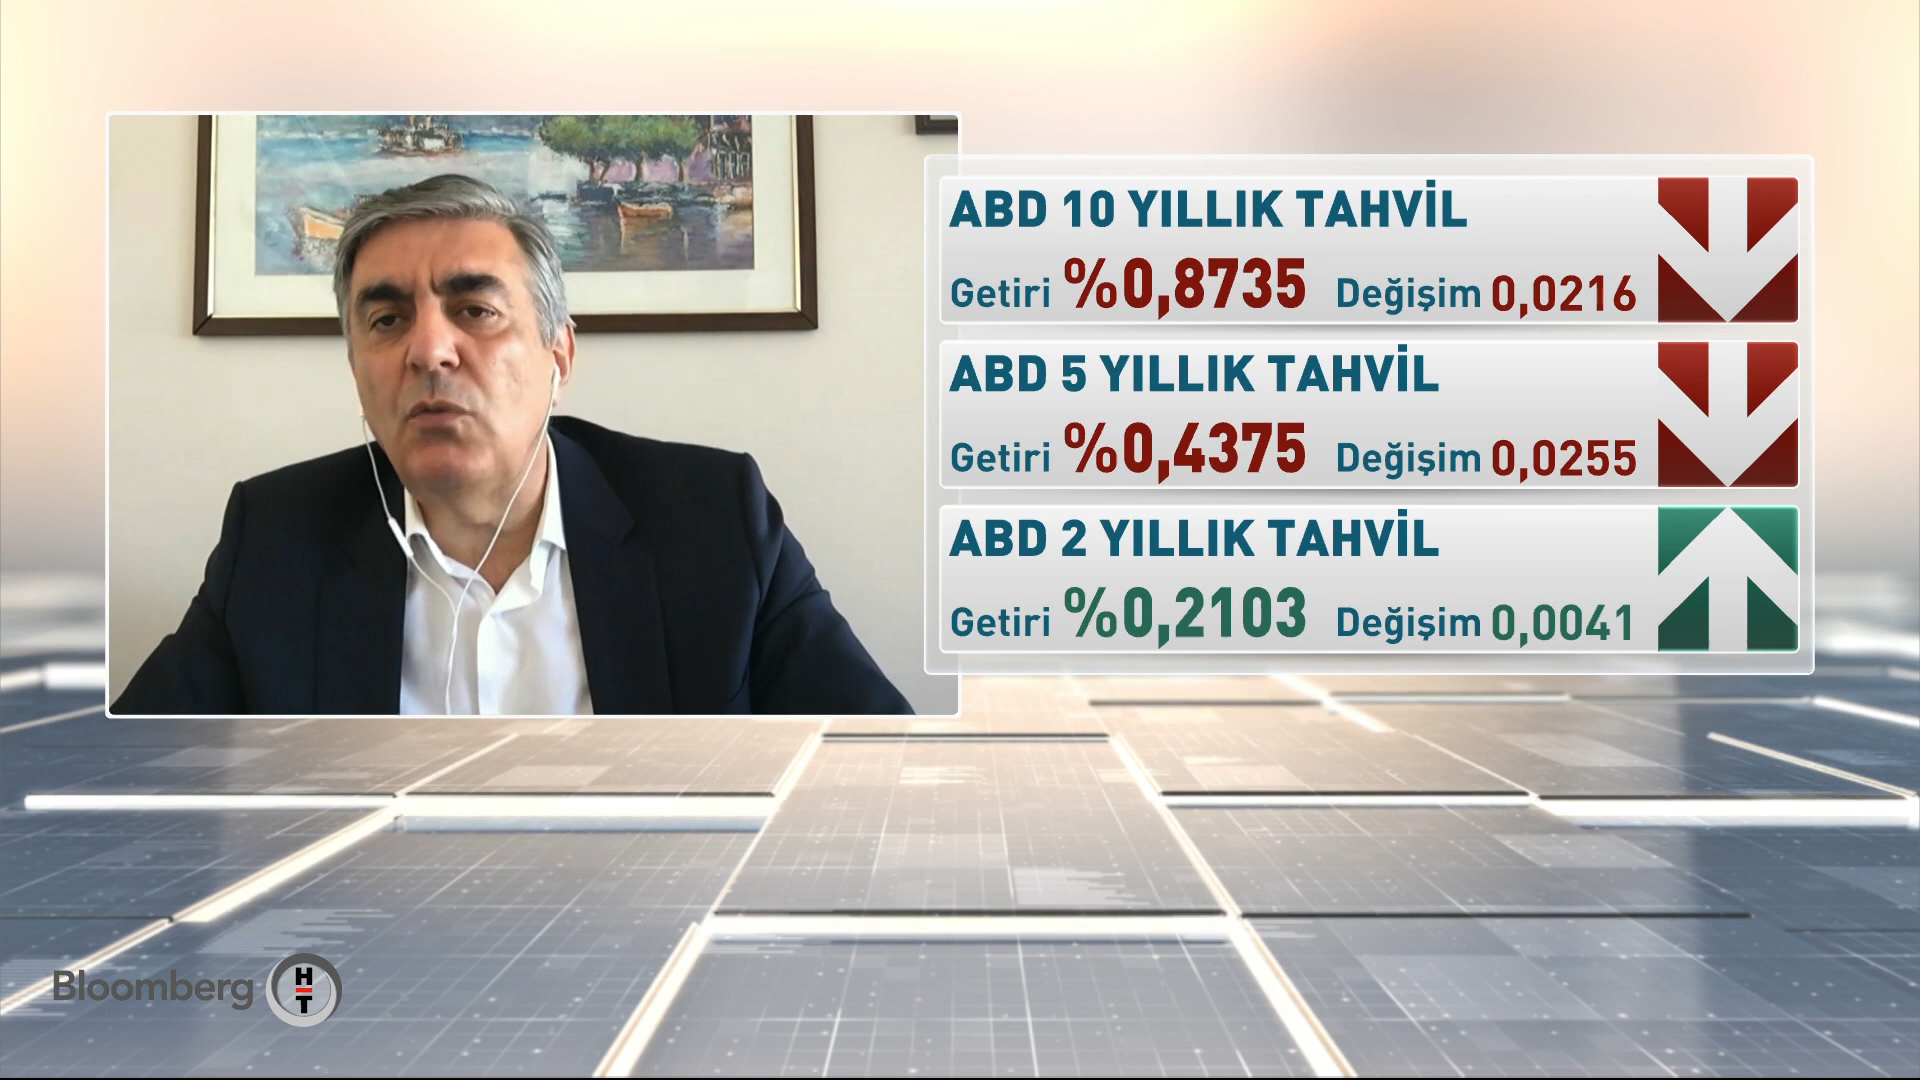 ABD 10 YILLIK TAHVİL
Getiri %0,8735 Değişim 0,0216
ABD 5 YILLIK TAHVİL
Getiri %0,4375 Değişim 0,0255
ABD 2 YILLIK TAHVİL
Getiri %0,2103 Değişim 0,0041
Bloomberg HT